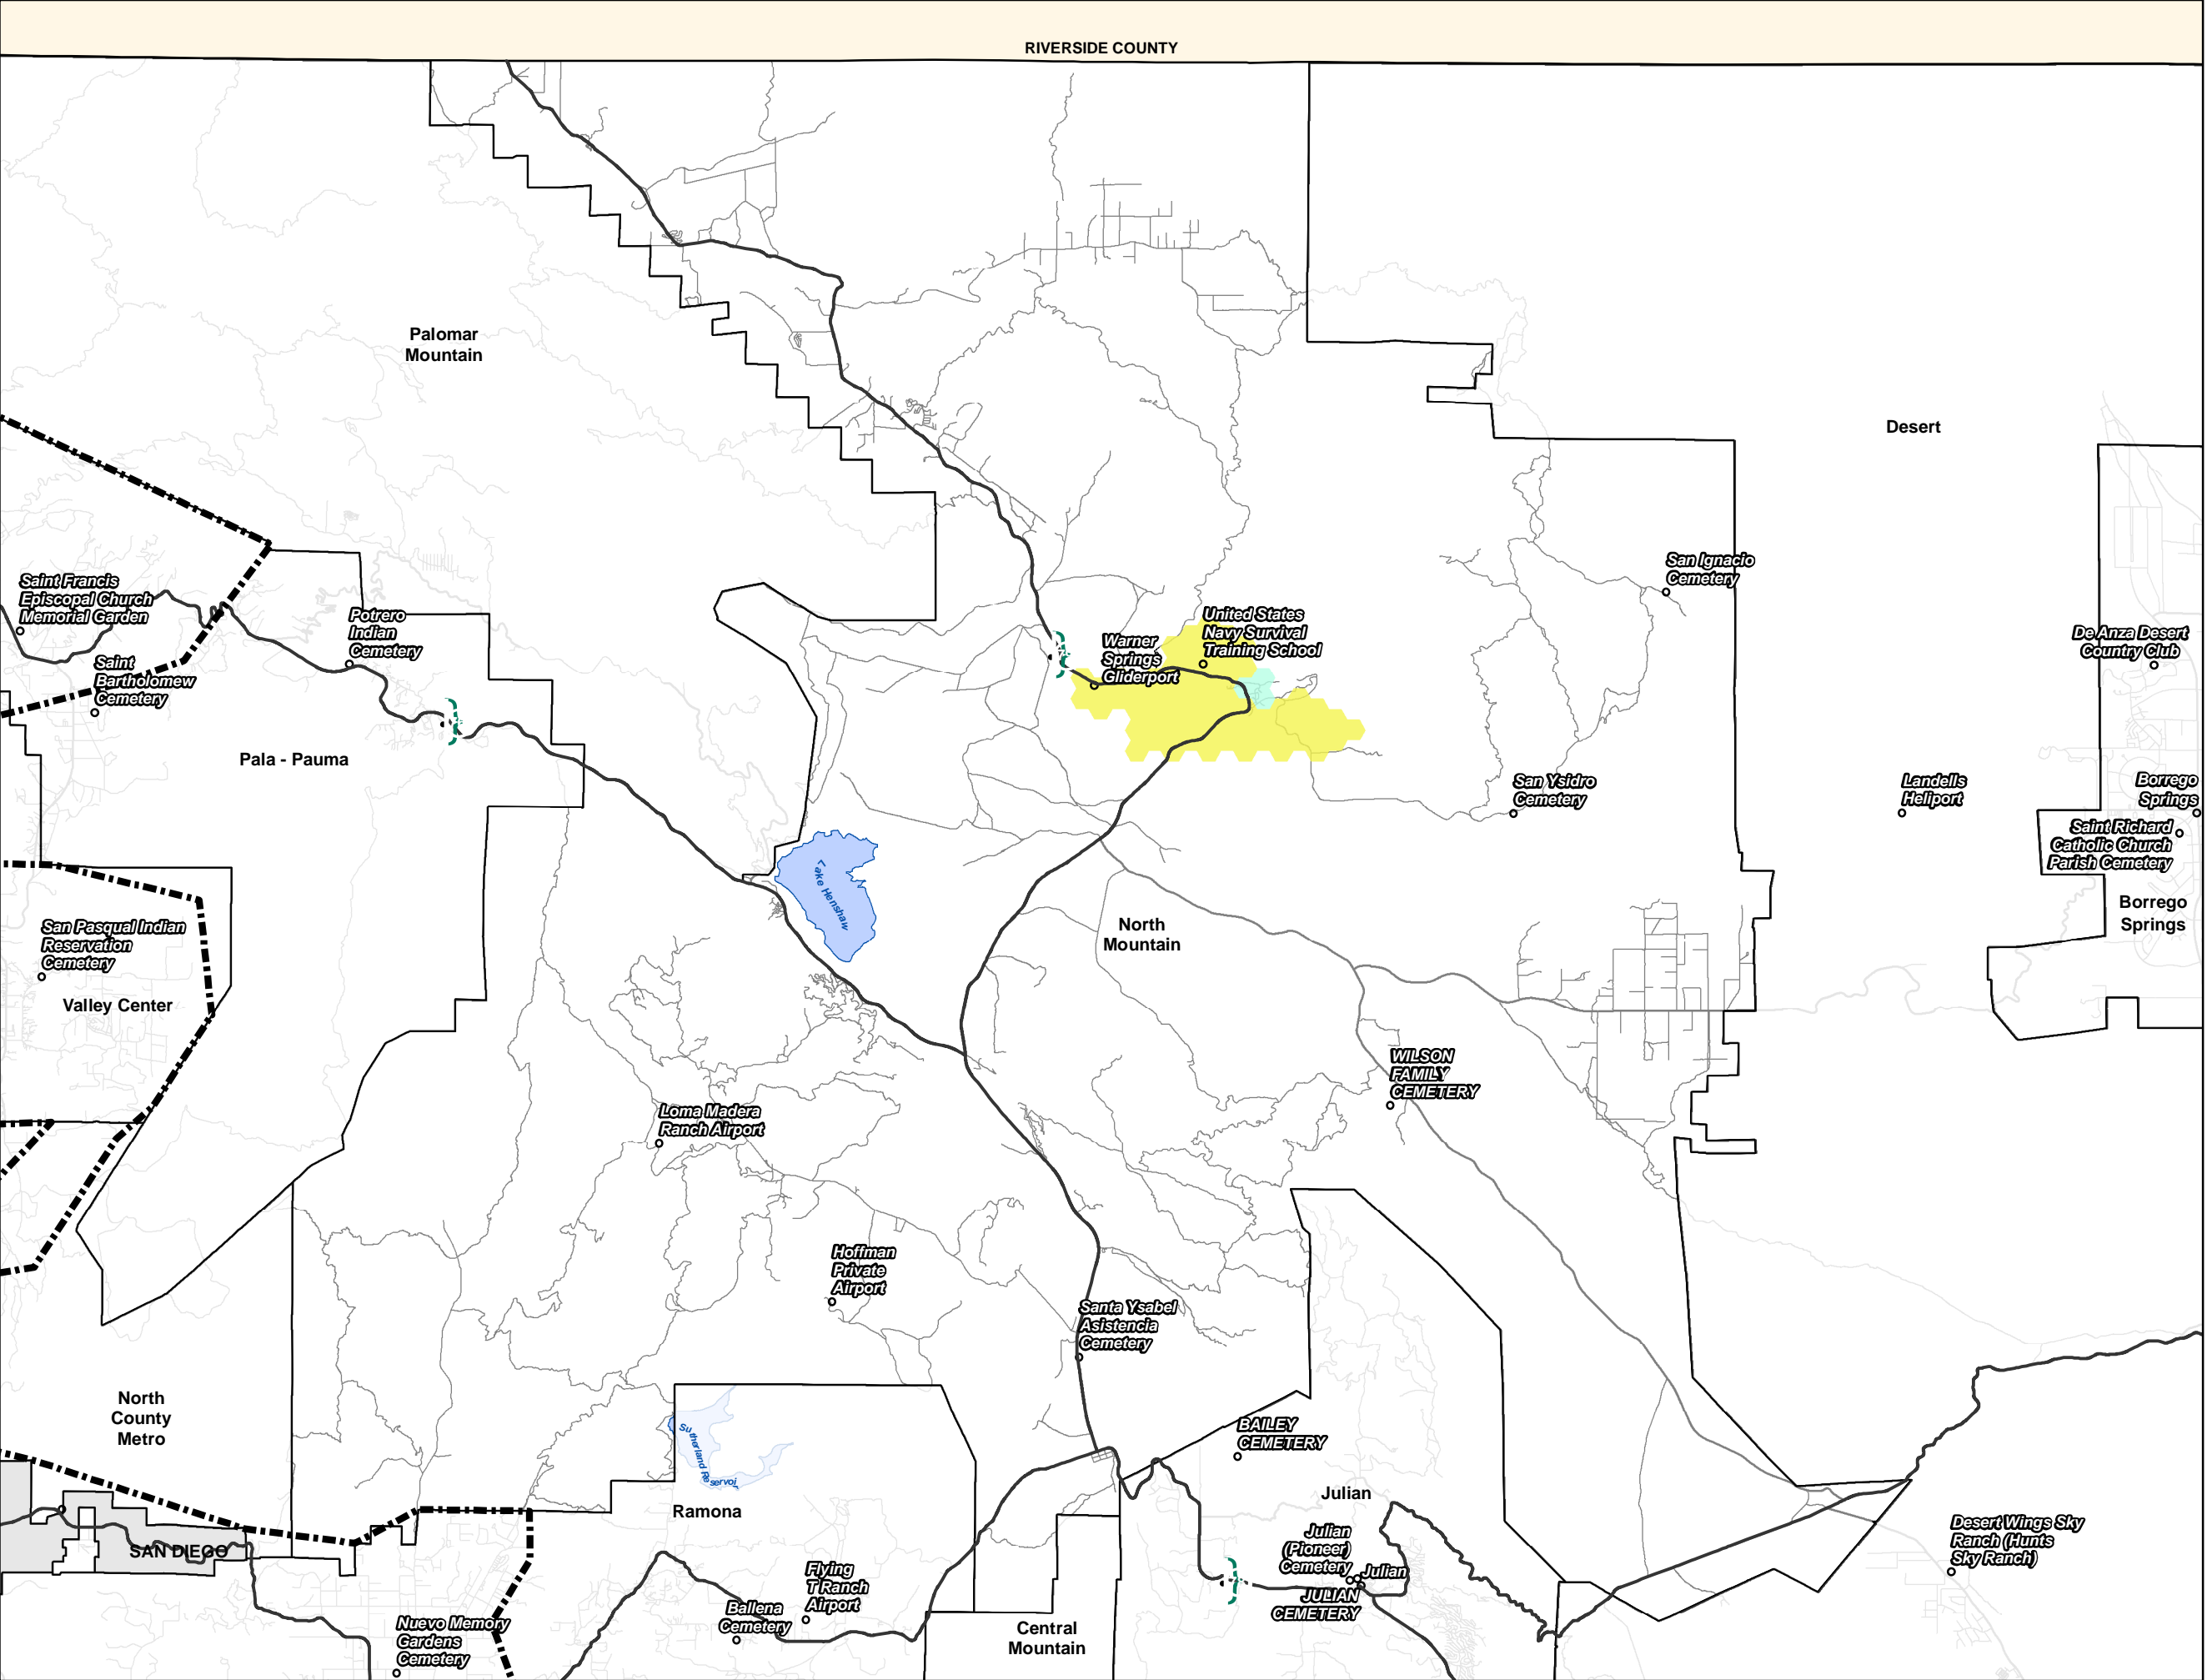 RIVERSIDE COUNTY
Palomar
Mountain
Desert
San Ignacio
Cemetery
Saint Francis
Episcopal Church
Memorial Garden
Potrero
Indian
Cemetery
United States
Navy Survival
Training School
Warner
Springs
Gliderport
De Anza Desert
Country Club
Saint
Bartholomew
Cemetery
Pala - Pauma
San Ysidro
Cemetery
Landells
Heliport
Borrego
Springs
Saint Richard
Catholic Church
Parish Cemetery
Lake Henshaw
Borrego
Springs
North
Mountain
San Pasqual Indian
Reservation
Cemetery
Valley Center
WILSON
FAMILY
CEMETERY
Loma Madera
Ranch Airport
Hoffman
Private
Airport
Santa Ysabel
Asistencia
Cemetery
North
County
Metro
BAILEY
CEMETERY
Sutherland Reservoi
Ramona
Julian
SAN DIEGO
Julian
(Pioneer)
Cemetery
Julian
JULIAN
CEMETERY
Desert Wings Sky
Ranch (Hunts
Sky Ranch)
Flying
T Ranch
Airport
Ballena
Cemetery
Nuevo Memory
Gardens
Cemetery
Central
Mountain